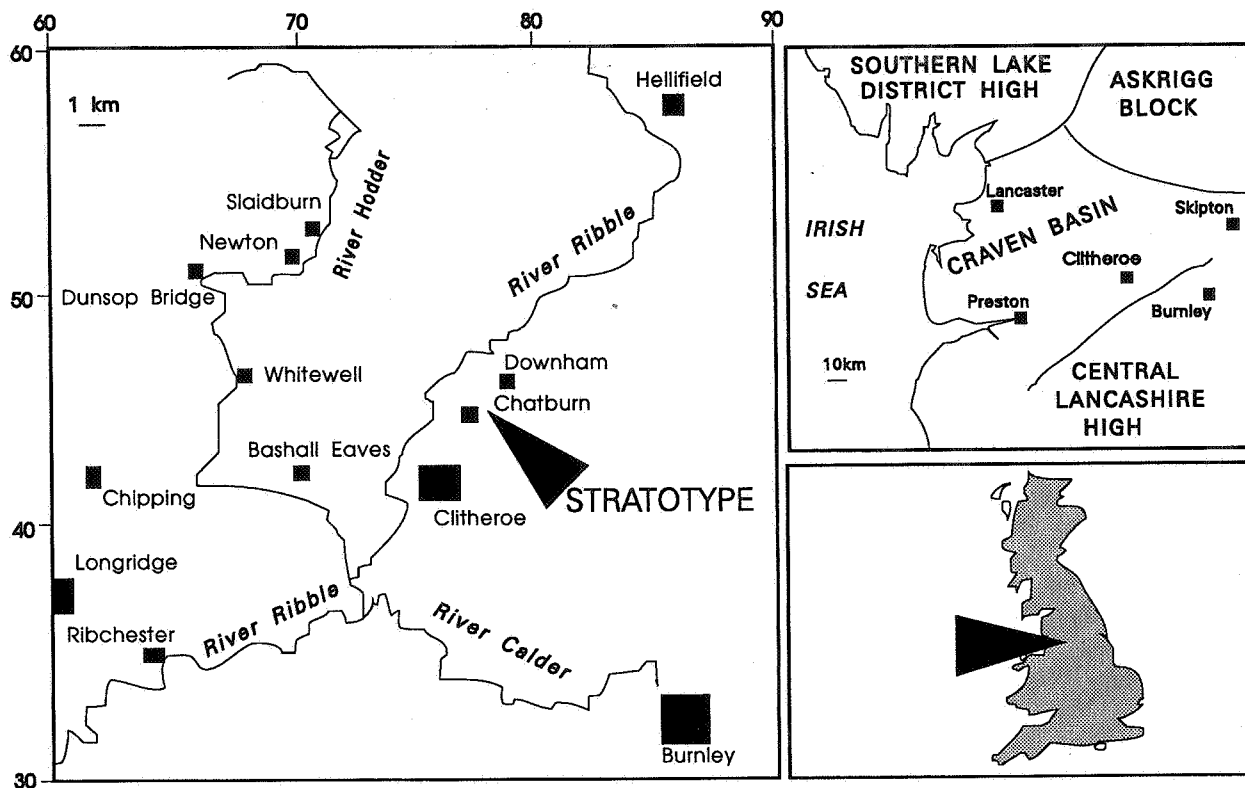 60
70
80
90
60
50
40
30
1 km
Hellifield
Slaidburn
Newton
River Hodder
River Ribble
Dunsop Bridge
Whitewell
Downham
Chatburn
Bashall Eaves
STRATOTYPE
Chipping
Clitheroe
Longridge
Ribchester
River Ribble
River Calder
Burnley
SOUTHERN LAKE
DISTRICT HIGH
ASKRIGG
BLOCK
Lancaster
Skipton
IRISH
SEA
CRAVEN BASIN
Clitheroe
Preston
Burnley
10km
CENTRAL
LANCASHIRE
HIGH